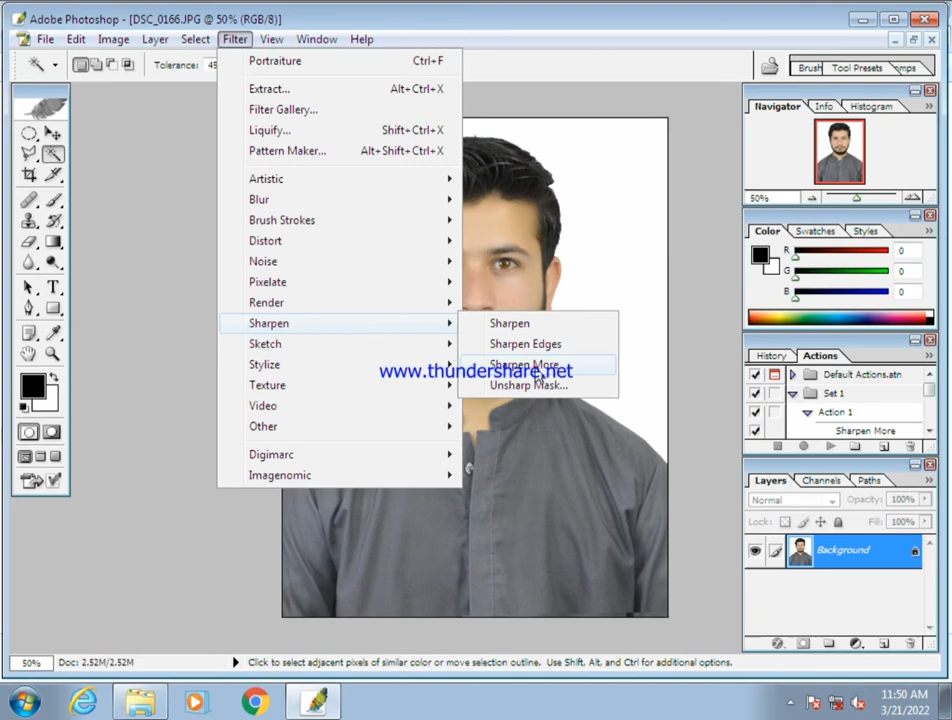 Adobe Photoshop - [DSC_0166.JPG @ 50% (RGB/8)]
File Edit Image Layer Select Filter View Window Help
Tolerance: 45
Brush Tool Presets omps
Portraiture Ctrl+F
Extract... Alt+Ctrl+X
Filter Gallery...
Liquify... Shift+Ctrl+X
Pattern Maker... Alt+Shift+Ctrl+X
Artistic
Blur
Brush Strokes
Distort
Noise
Pixelate
Render
Sharpen
Sketch
Stylize
Texture
Video
Other
Digimarc
Imagenomic
Sharpen
Sharpen Edges
Sharpen More
Unsharp Mask...
www.thundershare.net
Navigator Info Histogram
50%
Color Swatches Styles
R 0
G 0
B 0
History Actions
Default Actions.atn
Set 1
Action 1
Sharpen More
Layers Channels Paths
Normal Opacity: 100%
Lock: Fill: 100%
Background
50% Doc: 2.52M/2.52M Click to select adjacent pixels of similar color or move selection outline. Use Shift, Alt, and Ctrl for additional options.
11:50 AM
3/21/2022